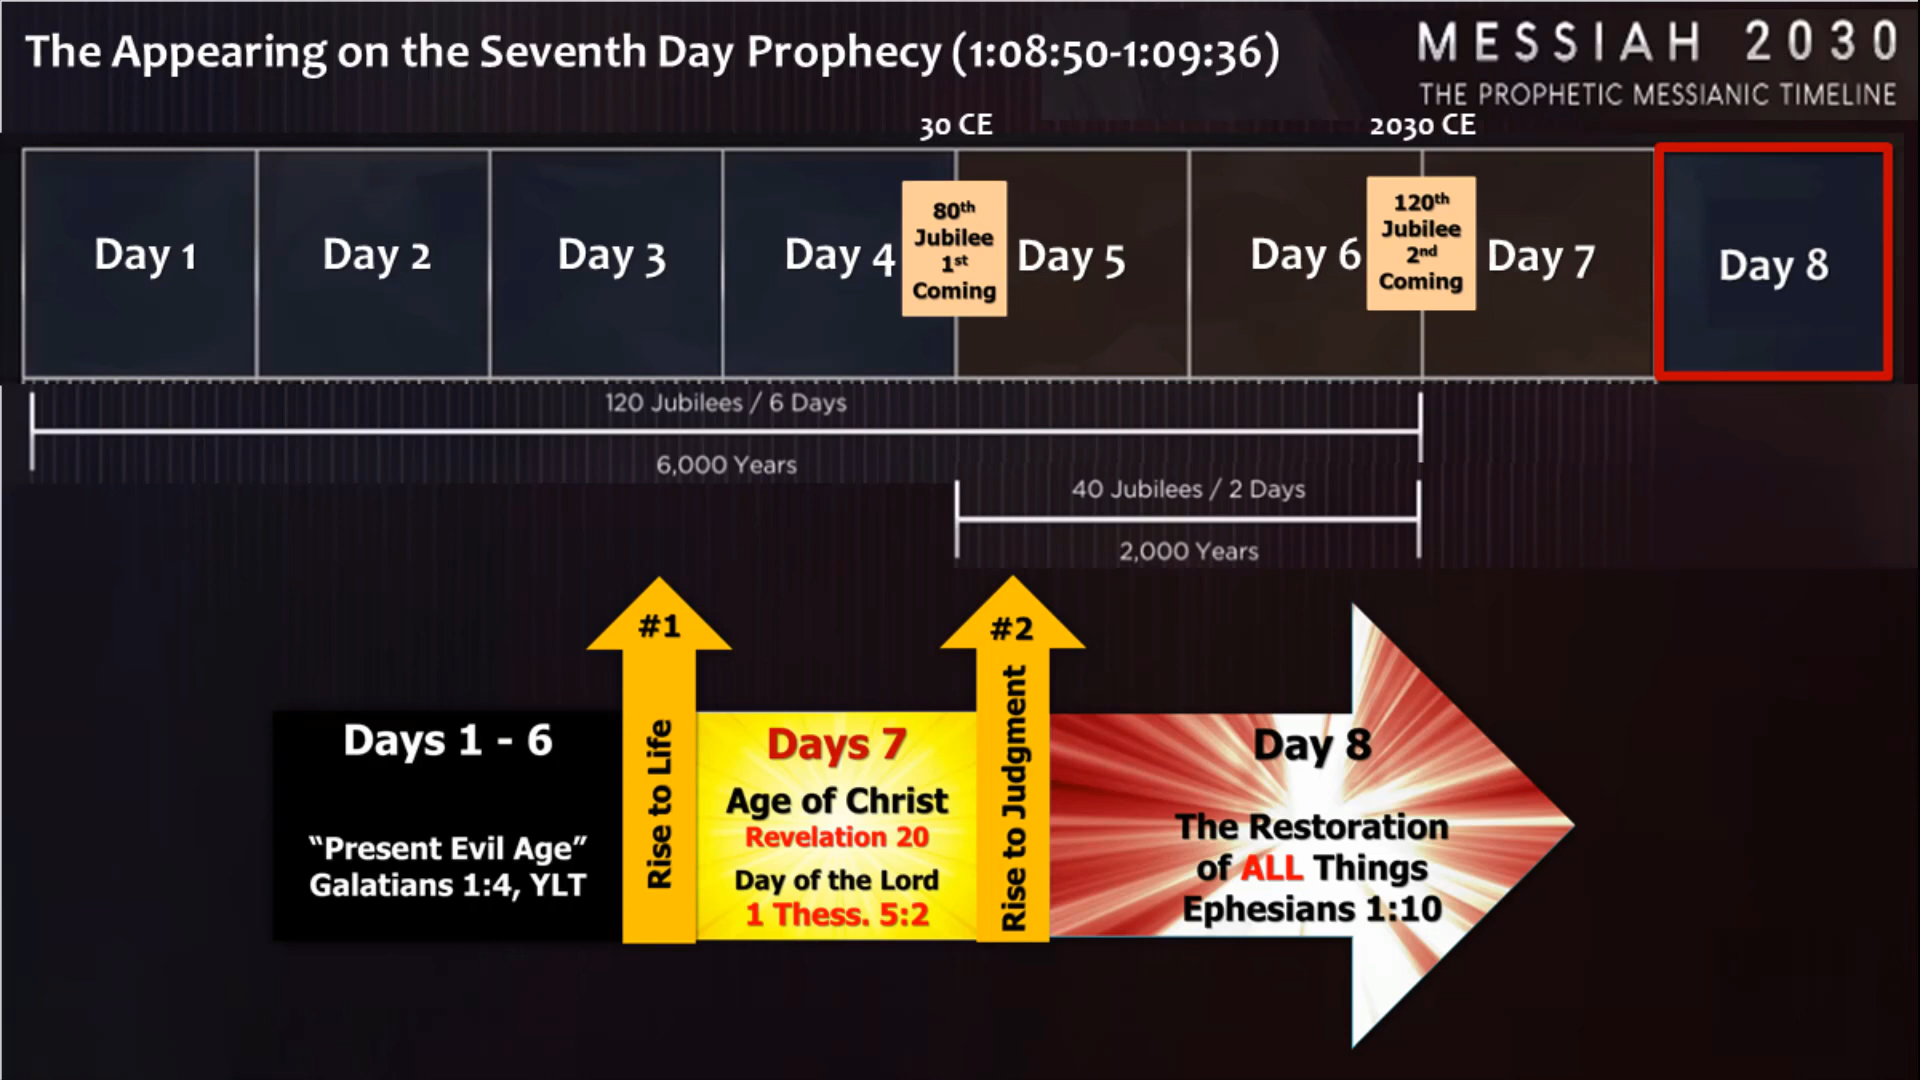 The Appearing on the Seventh Day Prophecy (1:08:50-1:09:36)
MESSIAH 2030
THE PROPHETIC MESSIANIC TIMELINE
30 CE
2030 CE
Day 1
Day 2
Day 3
Day 4
80th
Jubilee
1st
Coming
Day 5
Day 6
120th
Jubilee
2nd
Coming
Day 7
Day 8
120 Jubilees / 6 Days
6,000 Years
40 Jubilees / 2 Days
2,000 Years
Days 1 - 6
“Present Evil Age”
Galatians 1:4, YLT
#1
Rise to Life
Days 7
Age of Christ
Revelation 20
Day of the Lord
1 Thess. 5:2
#2
Rise to Judgment
Day 8
The Restoration
of ALL Things
Ephesians 1:10